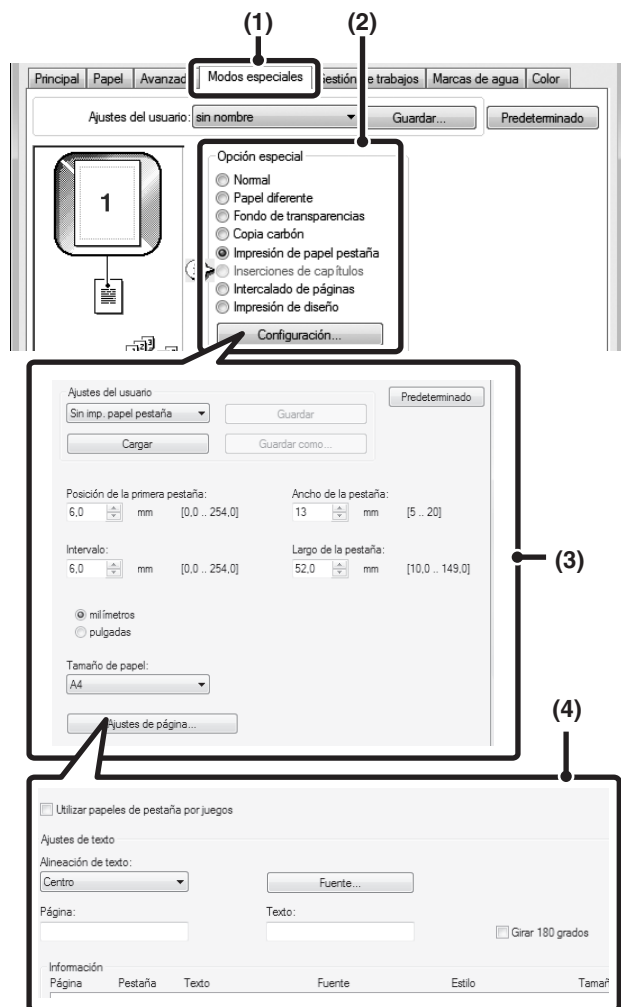 (1) (2)
Principal Papel Avanzad Modos especiales Gestión de trabajos Marcas de agua Color
Ajustes del usuario: sin nombre Guardar... Predeterminado
Opción especial
Normal
Papel diferente
Fondo de transparencias
Copia carbón
Impresión de papel pestaña
Inserciones de capítulos
Intercalado de páginas
Impresión de diseño
Configuración...
1
1 2 3
Ajustes del usuario
Sin imp. papel pestaña Guardar Predeterminado
Cargar Guardar como...
Posición de la primera pestaña: Ancho de la pestaña:
6,0 mm [0,0 .. 254,0] 13 mm [5 .. 20]
Intervalo: Largo de la pestaña:
6,0 mm [0,0 .. 254,0] 52,0 mm [10,0 .. 149,0]
(3)
milímetros
pulgadas
Tamaño de papel:
A4
Ajustes de página...
(4)
Utilizar papeles de pestaña por juegos
Ajustes de texto
Alineación de texto:
Centro Fuente...
Página: Texto:
Girar 180 grados
Información
Página Pestaña Texto Fuente Estilo Tamañ